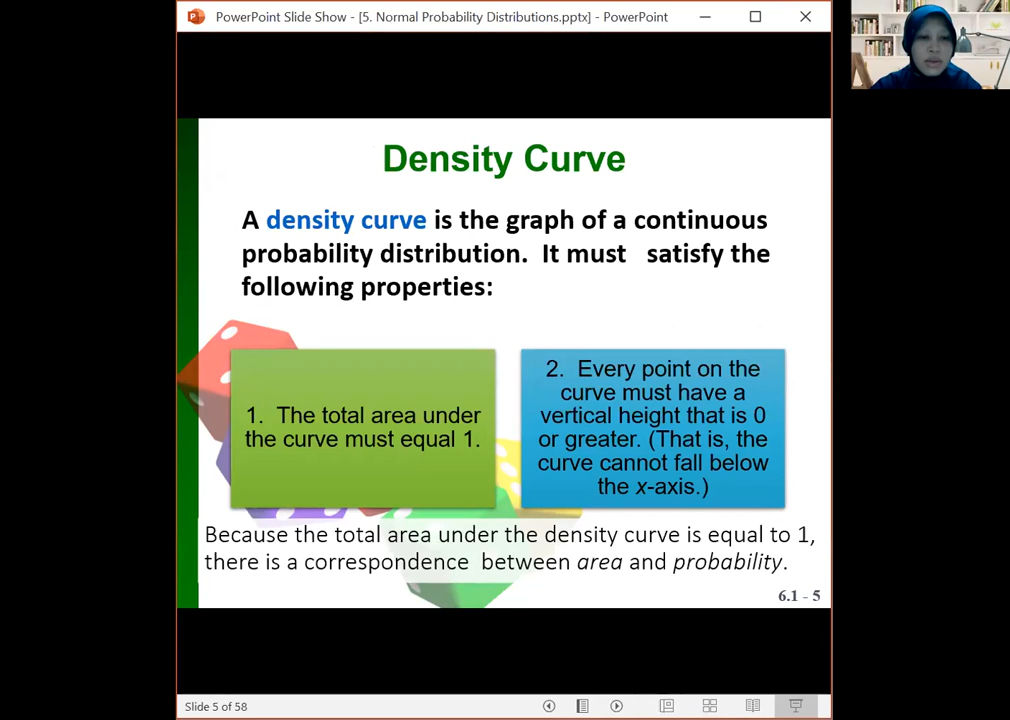 PowerPoint Slide Show - [5. Normal Probability Distributions.pptx] - PowerPoint
Density Curve
A density curve is the graph of a continuous
probability distribution. It must satisfy the
following properties:
1. The total area under
the curve must equal 1.
2. Every point on the
curve must have a
vertical height that is 0
or greater. (That is, the
curve cannot fall below
the x-axis.)
Because the total area under the density curve is equal to 1,
there is a correspondence between area and probability.
6.1 - 5
Slide 5 of 58